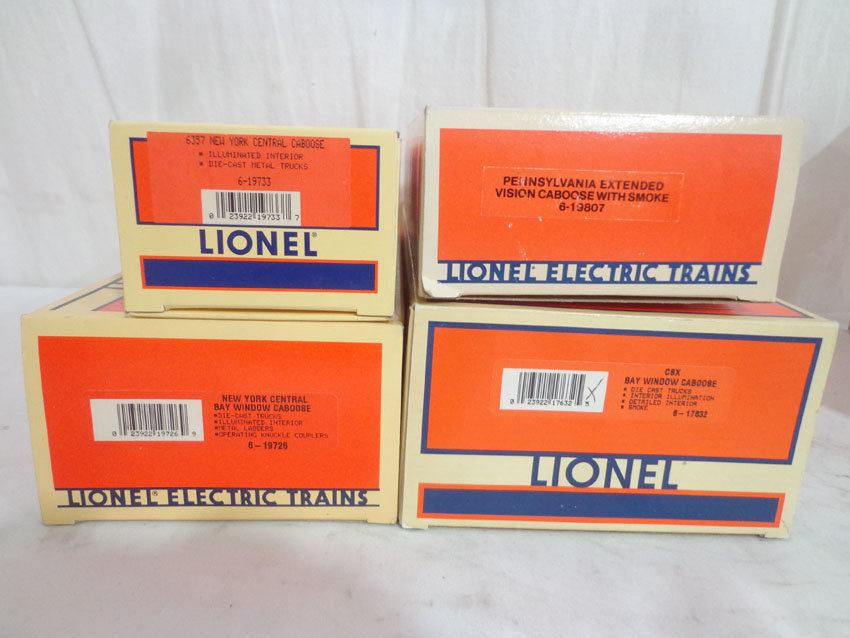 6357 NEW YORK CENTRAL CABOOSE
* ILLUMINATED INTERIOR
* DIE-CAST METAL TRUCKS
6-19733
0 23922 19733 7
LIONEL®
PENNSYLVANIA EXTENDED
VISION CABOOSE WITH SMOKE
6-19807
LIONEL ELECTRIC TRAINS
NEW YORK CENTRAL
BAY WINDOW CABOOSE
*DIE-CAST TRUCKS
*ILLUMINATED INTERIOR
*METAL LADDERS
*OPERATING KNUCKLE COUPLERS
6-19726
0 23922 19726 9
LIONEL® ELECTRIC TRAINS
CSX
BAY WINDOW CABOOSE
* DIE CAST TRUCKS
* INTERIOR ILLUMINATION
* DETAILED INTERIOR
* SMOKE
6-17632
0 23922 17632 5
LIONEL®